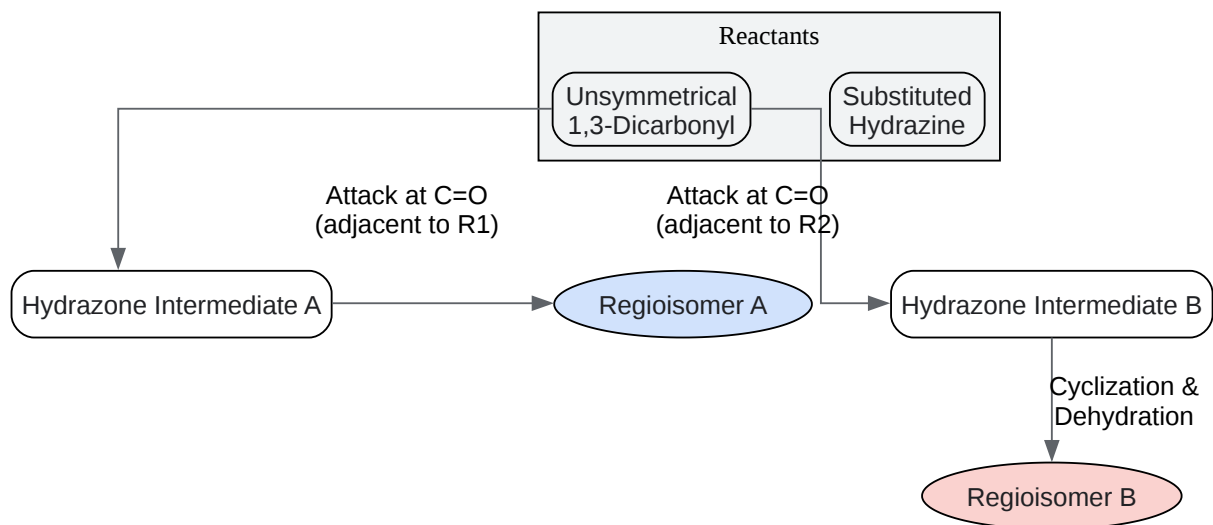 Reactants
Unsymmetrical
1,3-Dicarbonyl
Substituted
Hydrazine
Attack at C=O
(adjacent to R1)
Attack at C=O
(adjacent to R2)
Hydrazone Intermediate A
Regioisomer A
Hydrazone Intermediate B
Cyclization &
Dehydration
Regioisomer B